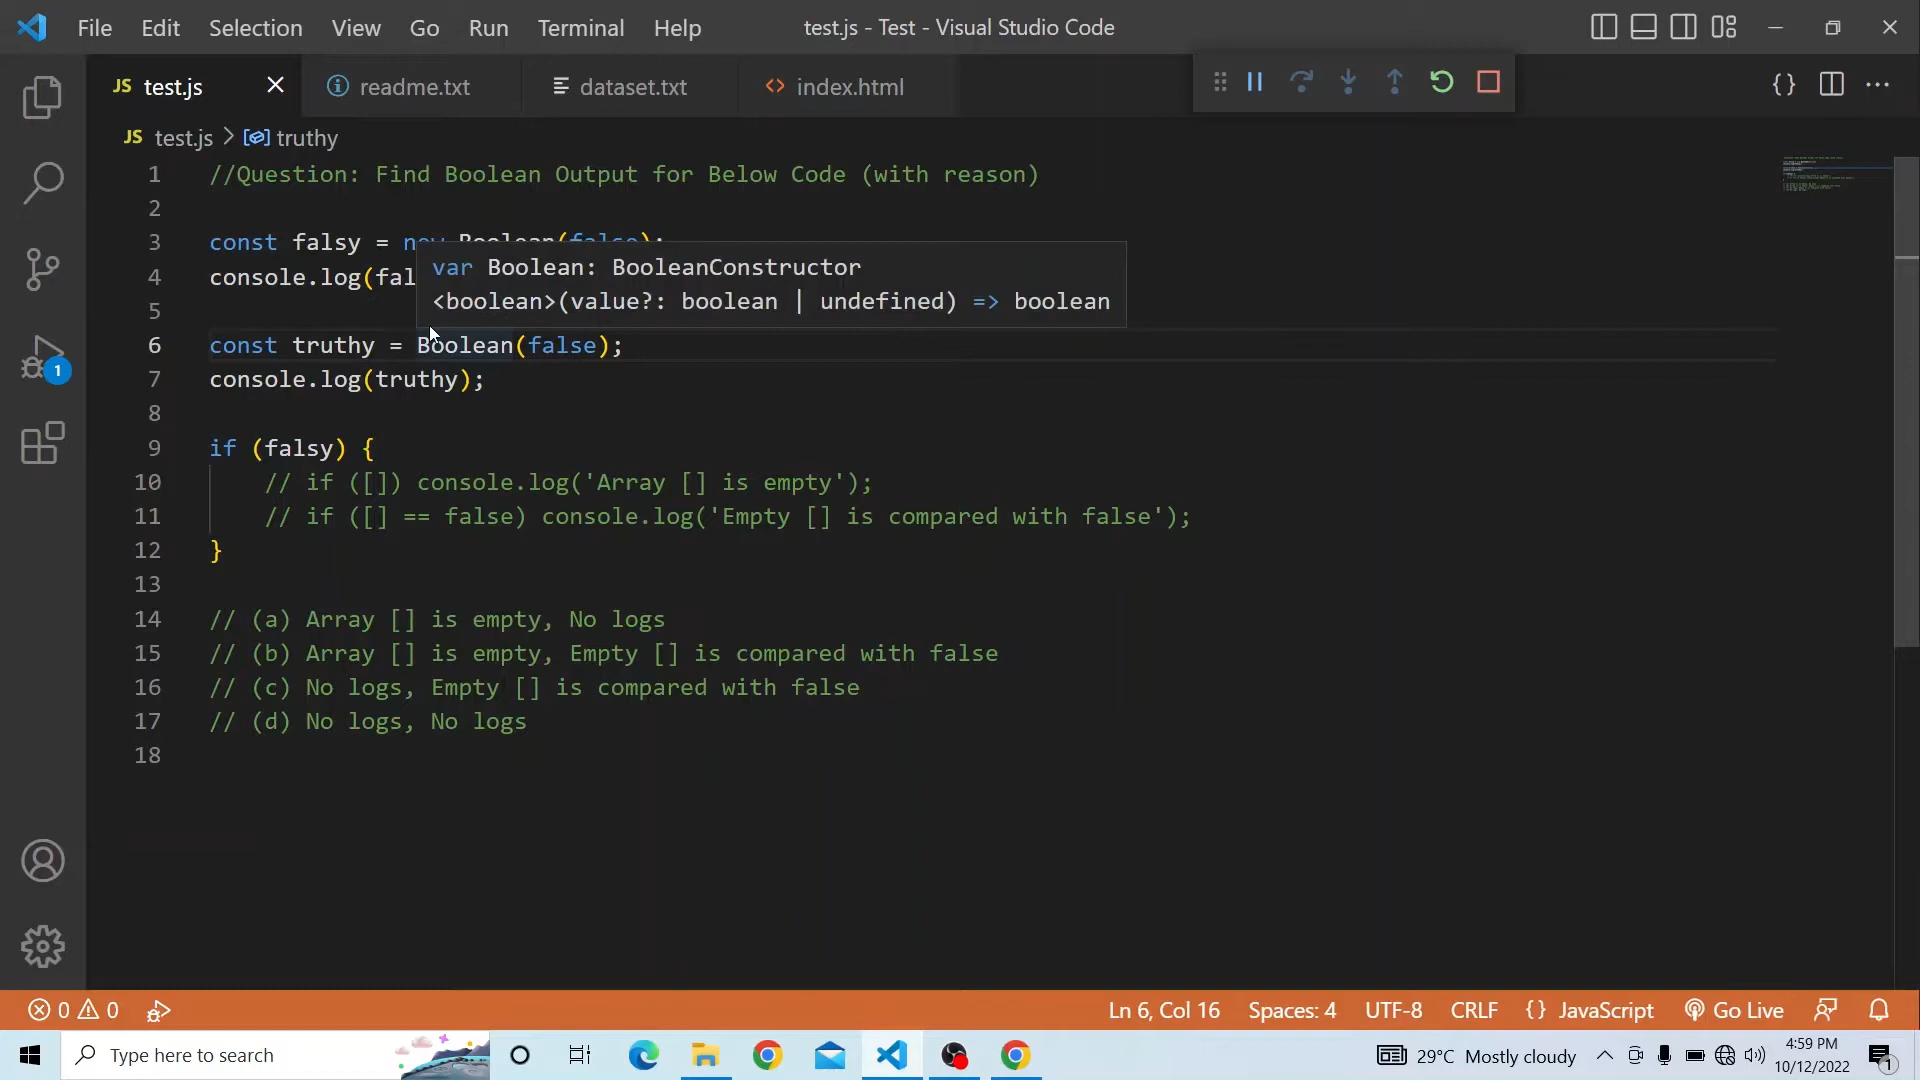 File Edit Selection View Go Run Terminal Help test.js - Test - Visual Studio Code
JS test.js readme.txt dataset.txt index.html
JS test.js > truthy
1 //Question: Find Boolean Output for Below Code (with reason)
2
3 const falsy = new Boolean(false);
4 console.log(fal
var Boolean: BooleanConstructor
<boolean>(value?: boolean | undefined) => boolean
5
6 const truthy = Boolean(false);
7 console.log(truthy);
8
9 if (falsy) {
10 // if ([]) console.log('Array [] is empty');
11 // if ([] == false) console.log('Empty [] is compared with false');
12 }
13
14 // (a) Array [] is empty, No logs
15 // (b) Array [] is empty, Empty [] is compared with false
16 // (c) No logs, Empty [] is compared with false
17 // (d) No logs, No logs
18
1
0 0 Ln 6, Col 16 Spaces: 4 UTF-8 CRLF {} JavaScript Go Live
Type here to search 29°C Mostly cloudy 4:59 PM
10/12/2022 1